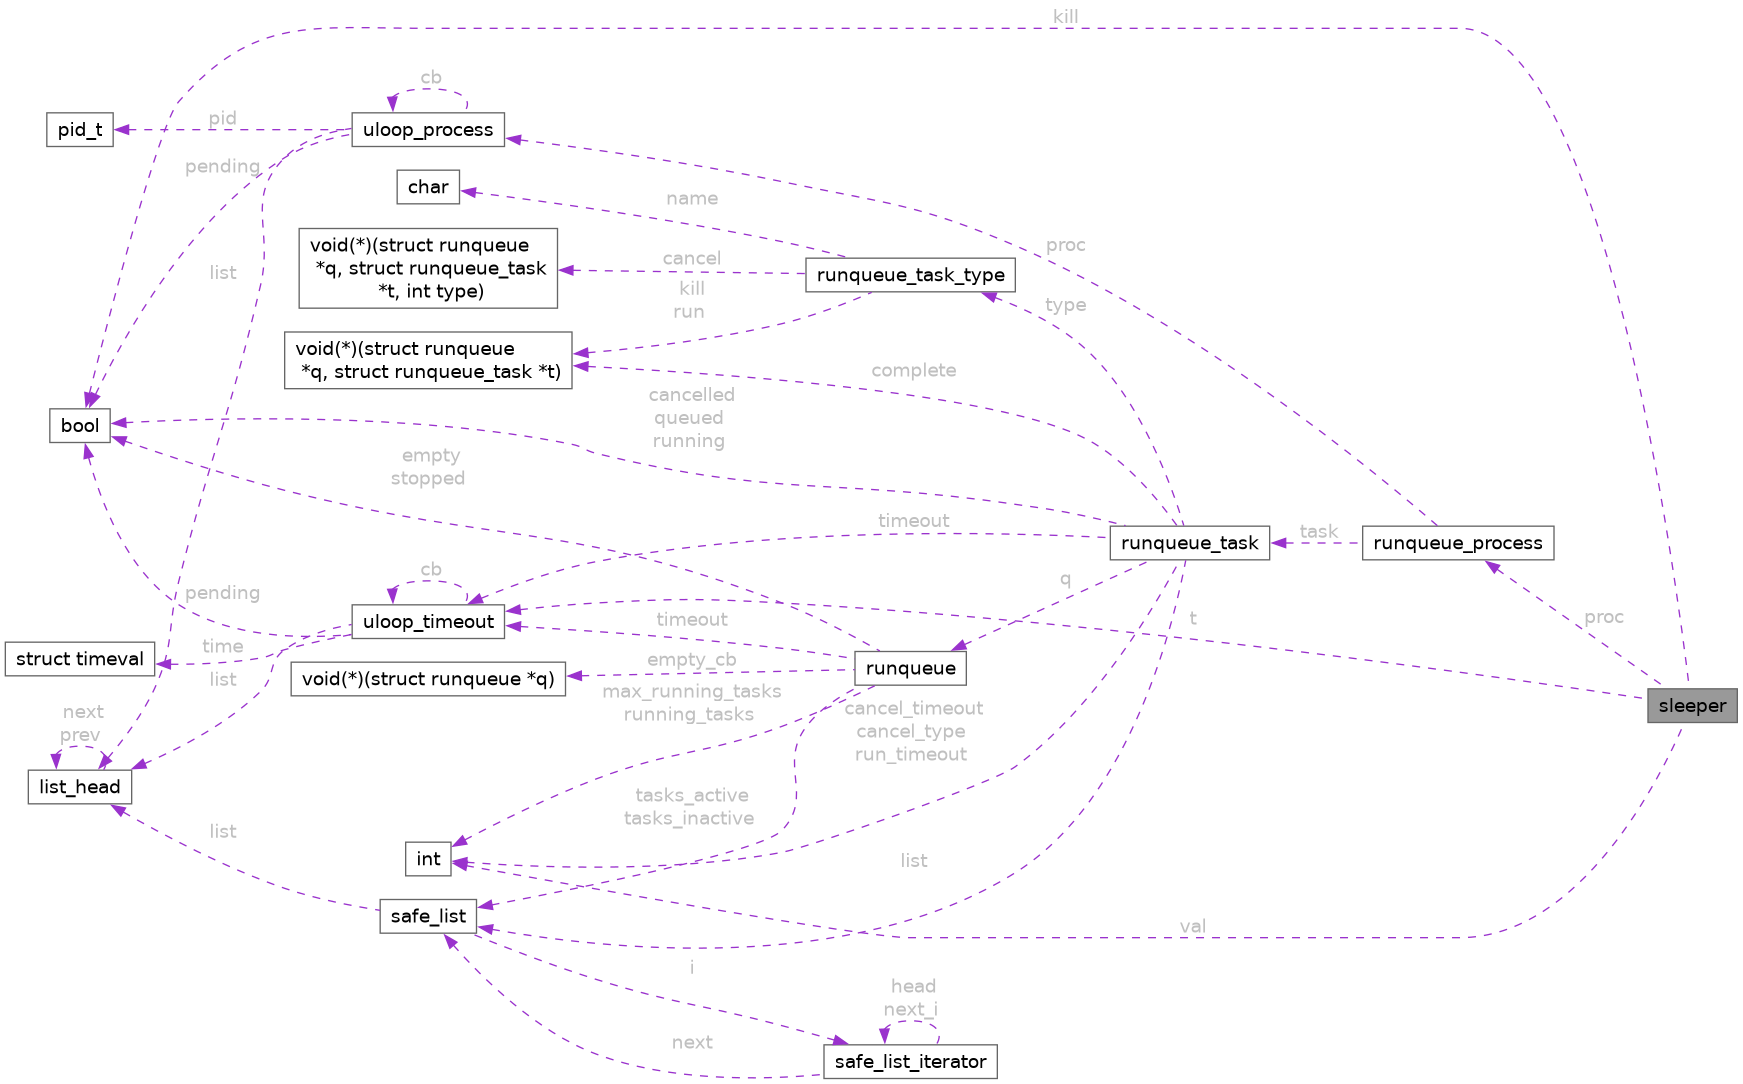 kill
cb
pid_t
pid
uloop_process
pending
char
name
void(*)(struct runqueue
*q, struct runqueue_task
*t, int type)
cancel
runqueue_task_type
proc
list
kill
run
type
void(*)(struct runqueue
*q, struct runqueue_task *t)
complete
bool
cancelled
queued
running
empty
stopped
timeout
runqueue_task
task
runqueue_process
cb
pending
uloop_timeout
q
timeout
t
proc
struct timeval
time
list
void(*)(struct runqueue *q)
empty_cb
runqueue
max_running_tasks
running_tasks
cancel_timeout
cancel_type
run_timeout
sleeper
next
prev
list_head
tasks_active
tasks_inactive
list
int
list
safe_list
val
i
head
next_i
next
safe_list_iterator